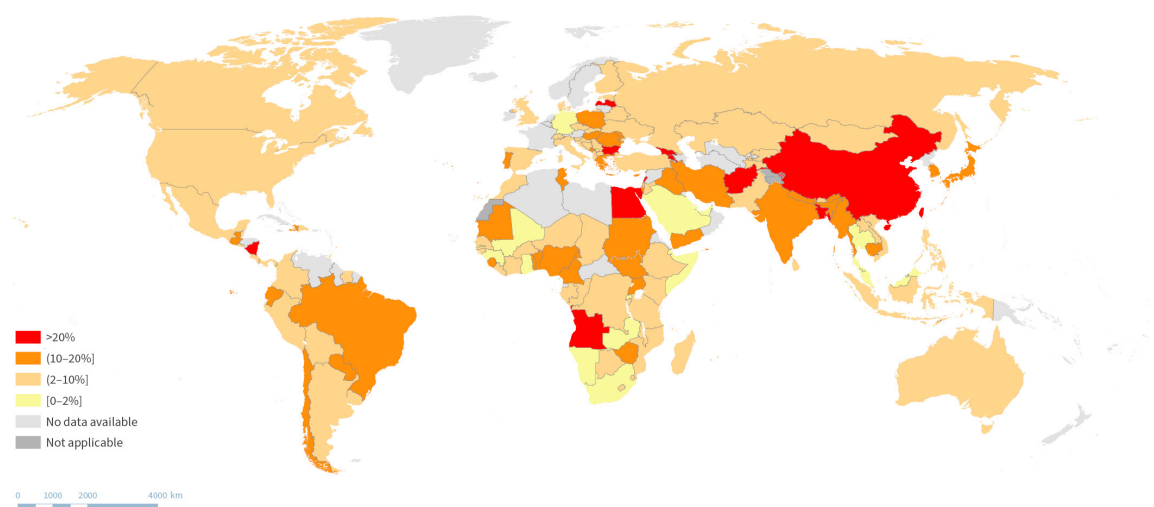 >20%
(10–20%]
(2–10%]
[0–2%]
No data available
Not applicable
0 1000 2000 4000 km